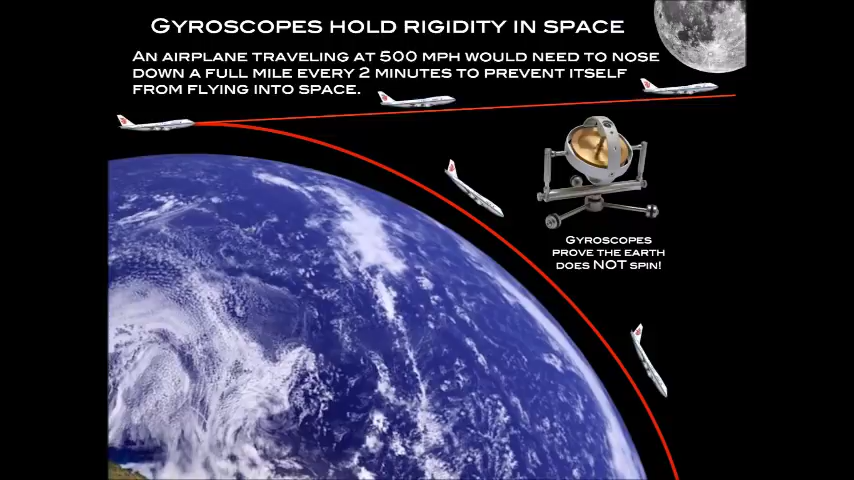 Gyroscopes hold rigidity in space
An airplane traveling at 500 mph would need to nose
down a full mile every 2 minutes to prevent itself
from flying into space.
Gyroscopes
prove the earth
does NOT spin!